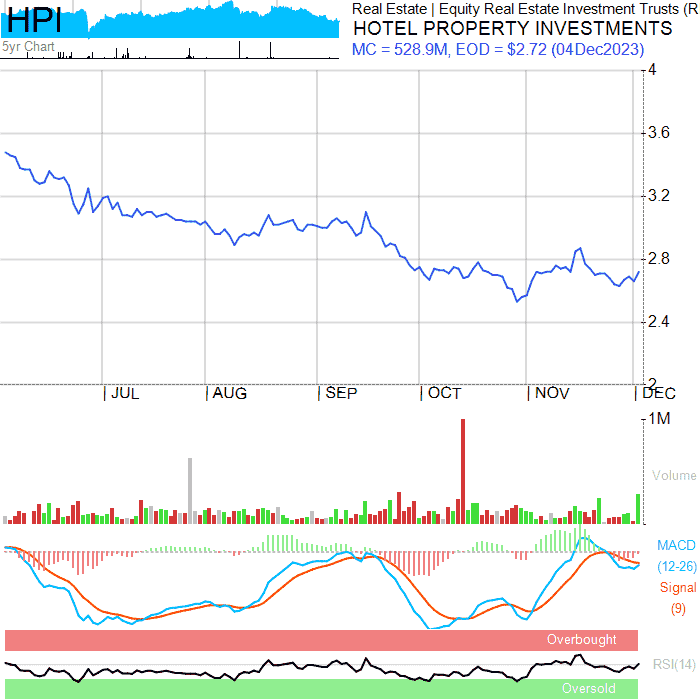 HPI
Real Estate | Equity Real Estate Investment Trusts (R
HOTEL PROPERTY INVESTMENTS
5yr Chart
MC = 528.9M, EOD = $2.72 (04Dec2023)
4
3.6
3.2
2.8
2.4
2
| JUL | AUG | SEP | OCT | NOV | DEC
1M
Volume
MACD
(12-26)
Signal
(9)
Overbought
RSI(14)
Oversold